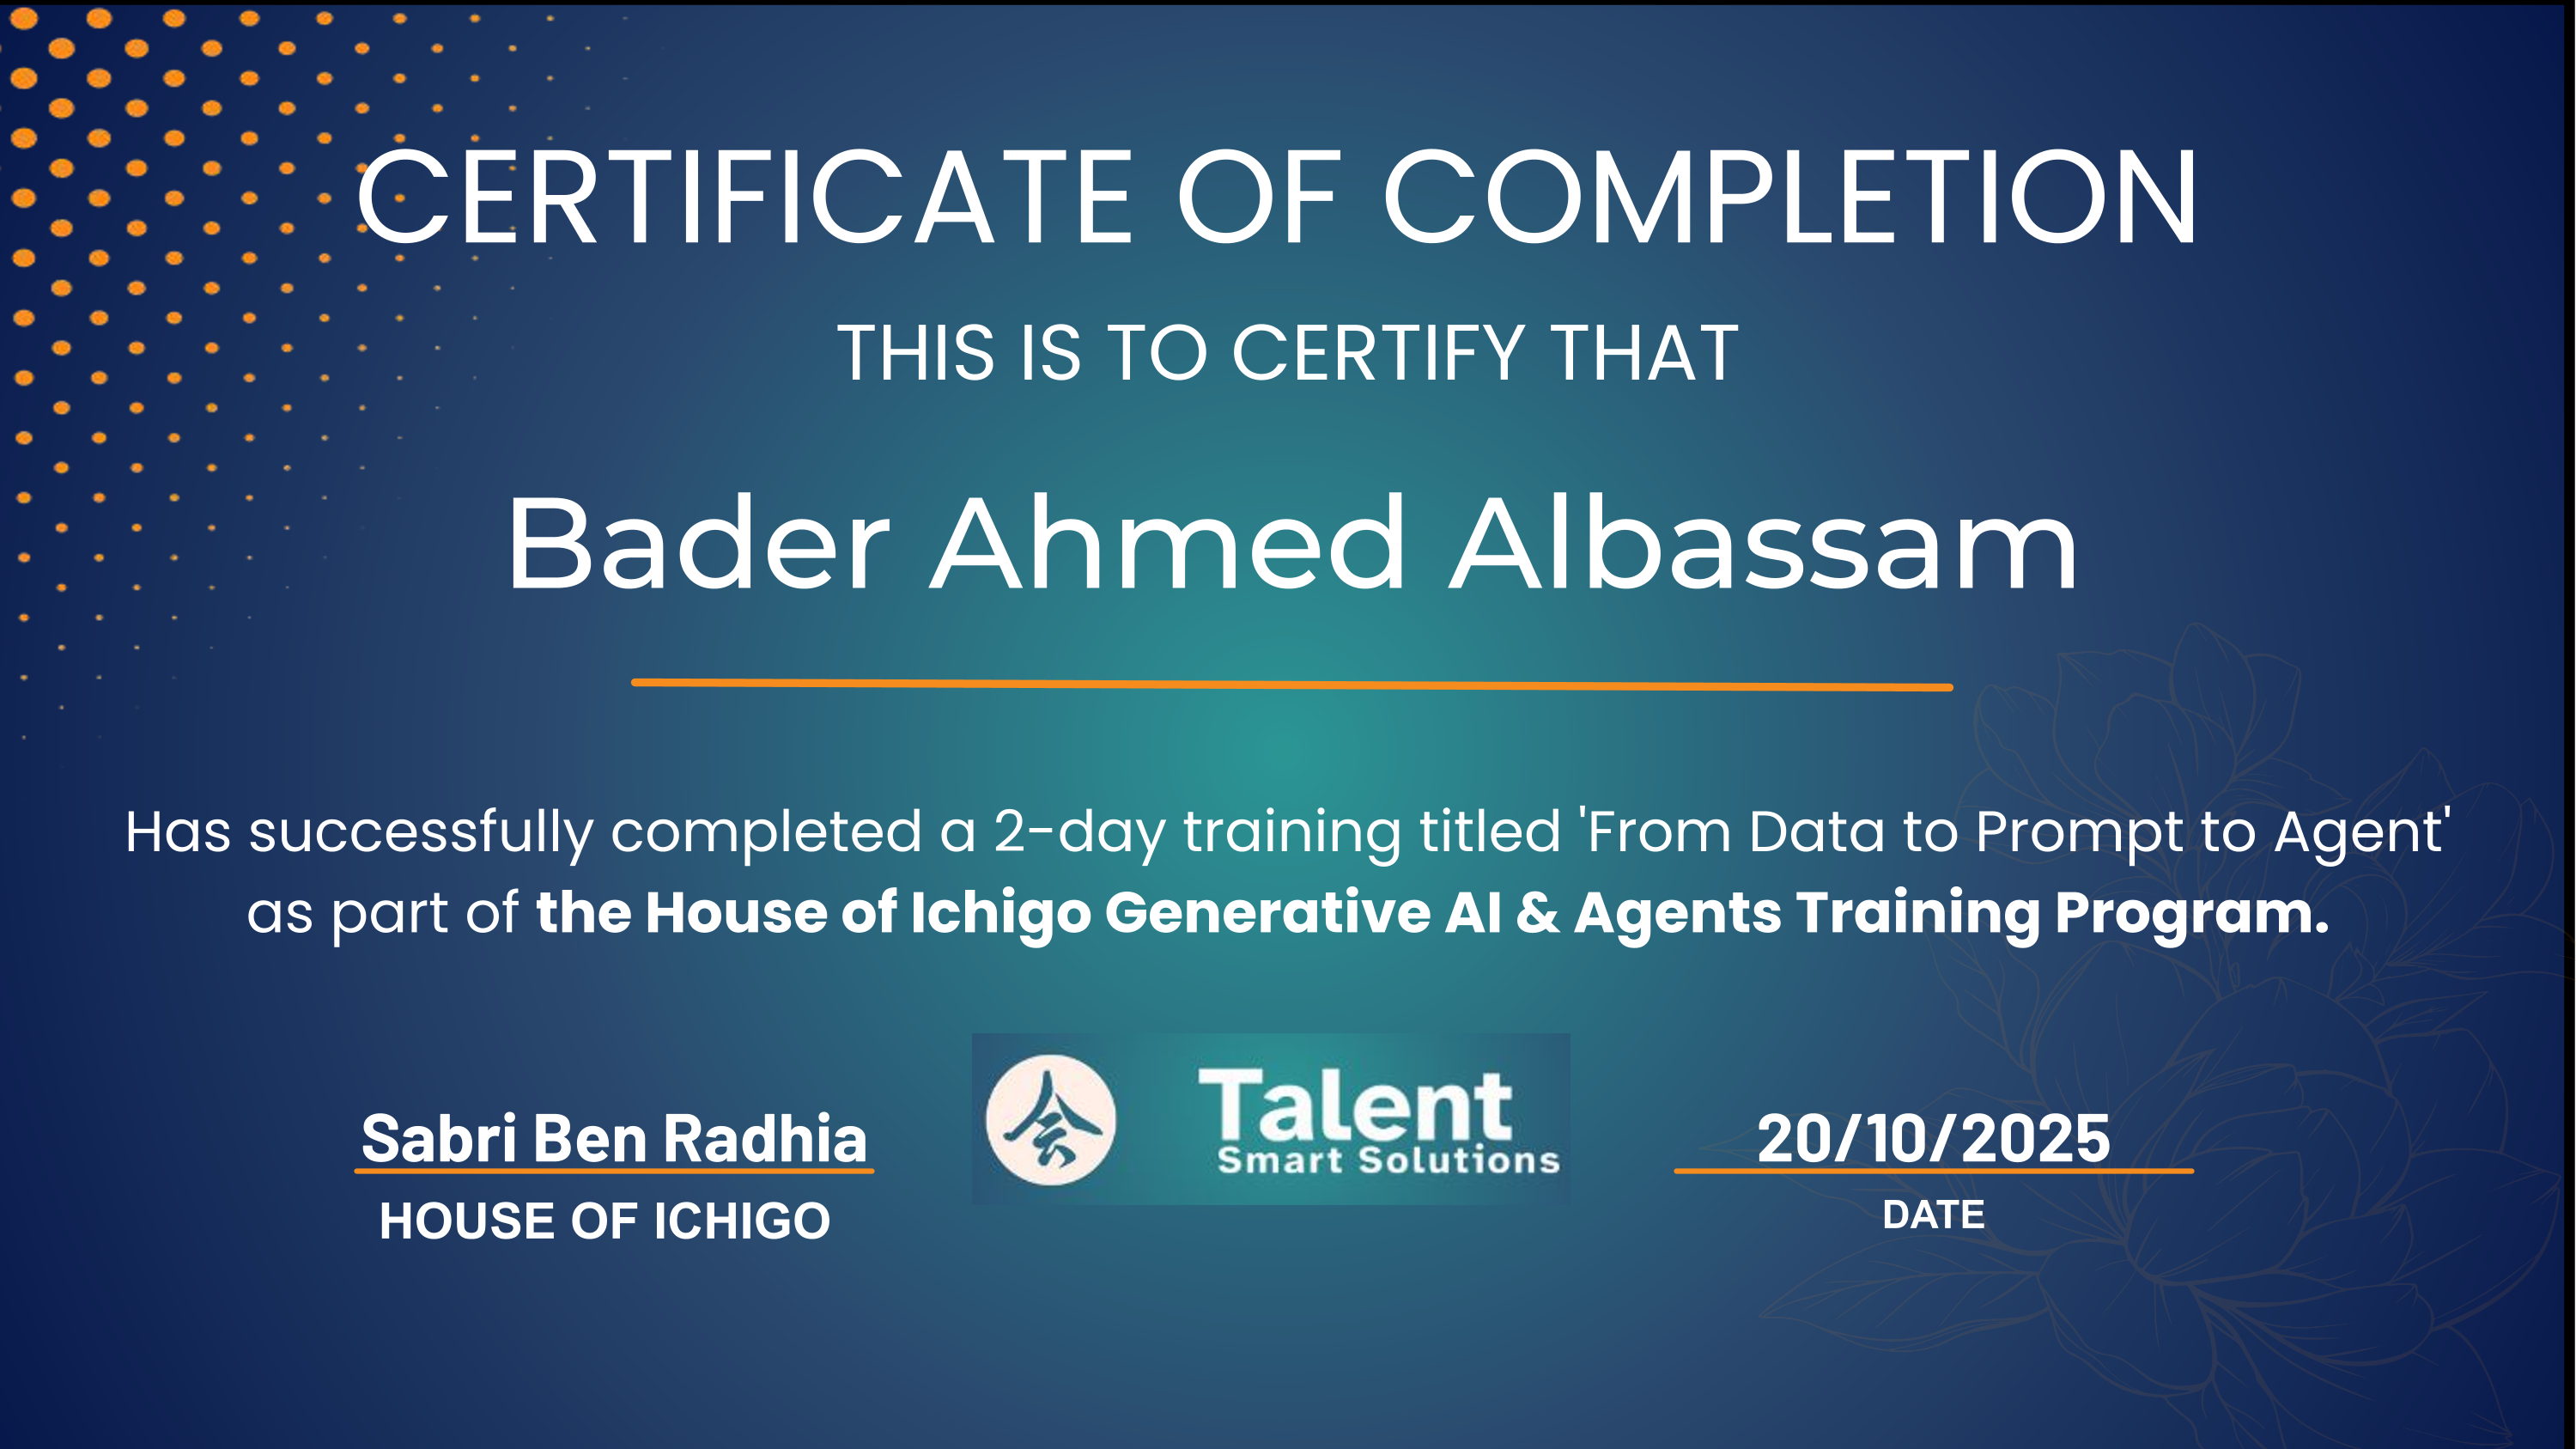 CERTIFICATE OF COMPLETION
THIS IS TO CERTIFY THAT
Bader Ahmed Albassam
Has successfully completed a 2-day training titled 'From Data to Prompt to Agent'
as part of the House of Ichigo Generative AI & Agents Training Program.
Sabri Ben Radhia
HOUSE OF ICHIGO
Talent
Smart Solutions
20/10/2025
DATE